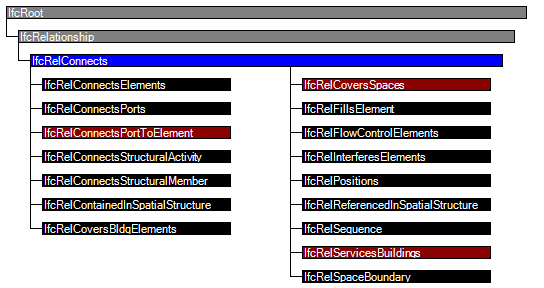 IfcRoot
IfcRelationship
IfcRelConnects
IfcRelConnectsElements
IfcRelConnectsPorts
IfcRelConnectsPortToElement
IfcRelConnectsStructuralActivity
IfcRelConnectsStructuralMember
IfcRelContainedInSpatialStructure
IfcRelCoversBldgElements
IfcRelCoversSpaces
IfcRelFillsElement
IfcRelFlowControlElements
IfcRelInterferesElements
IfcRelPositions
IfcRelReferencedInSpatialStructure
IfcRelSequence
IfcRelServicesBuildings
IfcRelSpaceBoundary